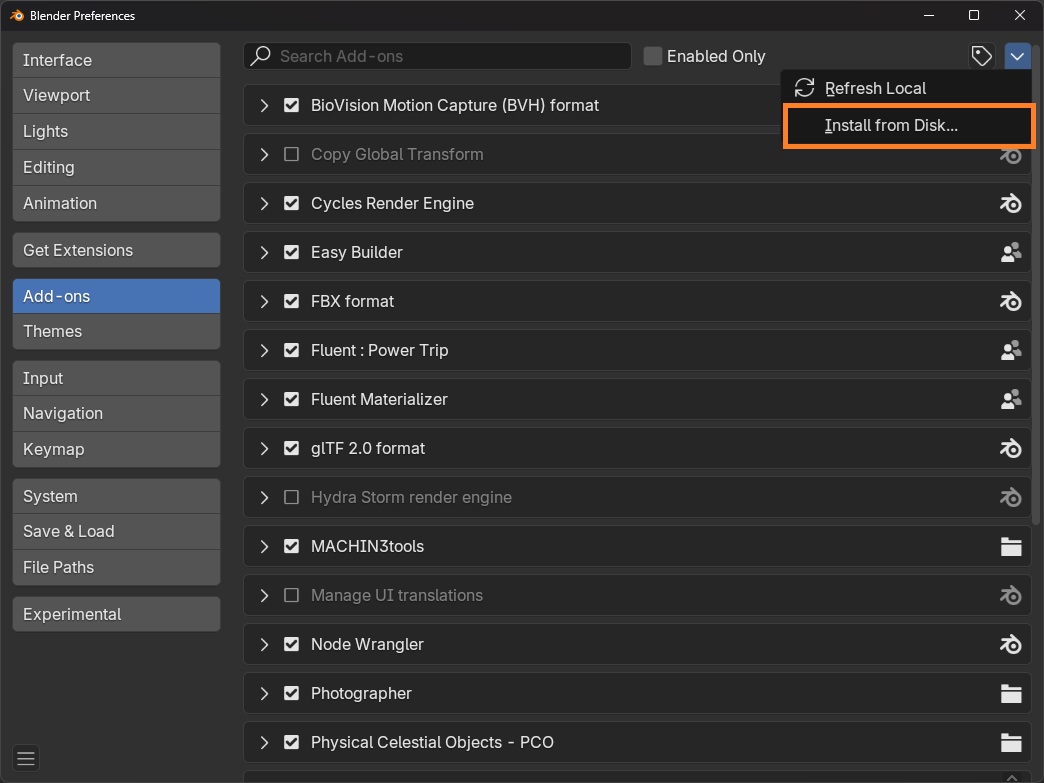 Blender Preferences
Interface
Viewport
Lights
Editing
Animation
Get Extensions
Add-ons
Themes
Input
Navigation
Keymap
System
Save & Load
File Paths
Experimental
Search Add-ons
Enabled Only
Refresh Local
Install from Disk...
BioVision Motion Capture (BVH) format
Copy Global Transform
Cycles Render Engine
Easy Builder
FBX format
Fluent : Power Trip
Fluent Materializer
glTF 2.0 format
Hydra Storm render engine
MACHIN3tools
Manage UI translations
Node Wrangler
Photographer
Physical Celestial Objects - PCO